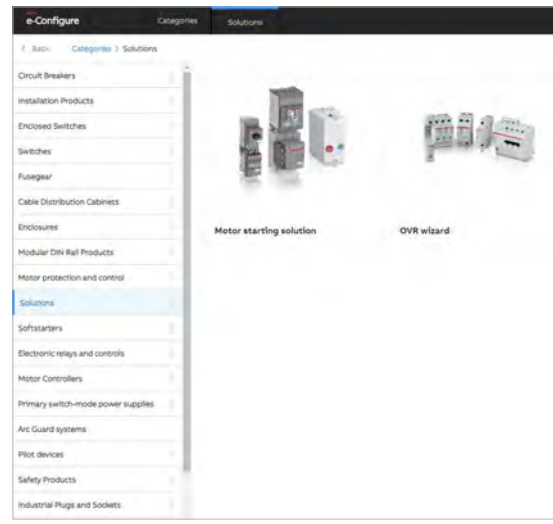 e-Configure
Categories
Solutions
< Back
Categories > Solutions
Circuit Breakers
Installation Products
Enclosed Switches
Switches
Fusegear
Cable Distribution Cabiness
Enclosures
Modular DIN Rail Products
Motor protection and control
Solutions
Softstarters
Electronic relays and controls
Motor Controllers
Primary switch-mode power supplies
Arc Guard systems
Pilot devices
Safety Products
Industrial Plugs and Sockets
Motor starting solution
OVR wizard